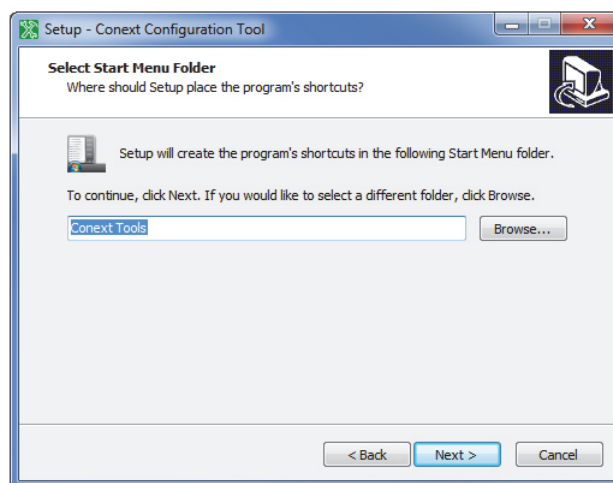 Setup - Conext Configuration Tool
Select Start Menu Folder
Where should Setup place the program's shortcuts?
Setup will create the program's shortcuts in the following Start Menu folder.
To continue, click Next. If you would like to select a different folder, click Browse.
Conext Tools
Browse...
< Back
Next >
Cancel